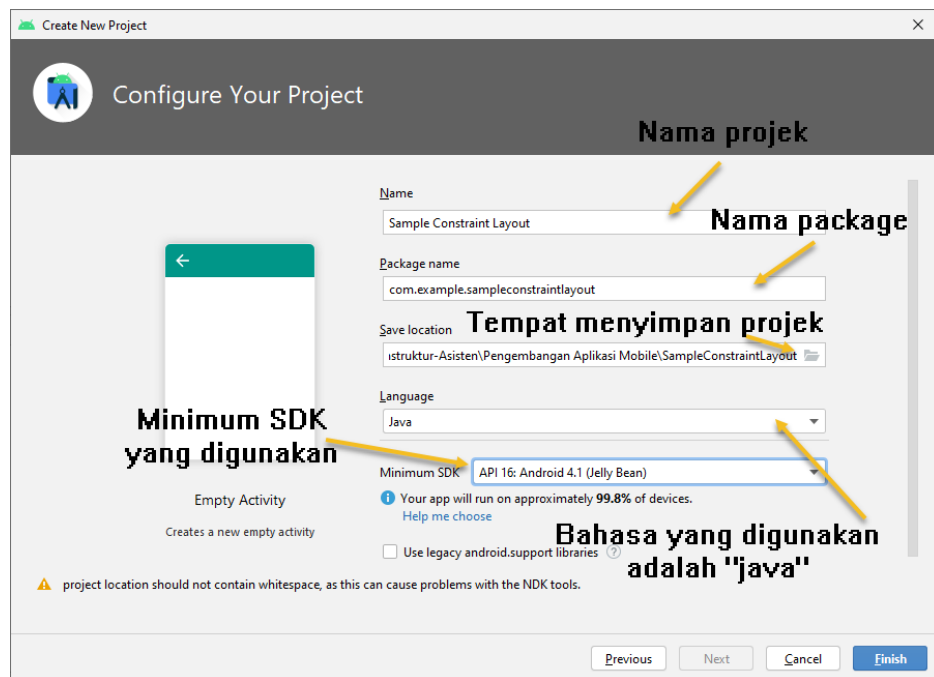 Create New Project
Configure Your Project
Nama projek
Name
Sample Constraint Layout
Nama package
Package name
com.example.sampleconstraintlayout
Save location
Tempat menyimpan projek
ıstruktur-Asisten\Pengembangan Aplikasi Mobile\SampleConstraintLayout
Language
Java
Minimum SDK
yang digunakan
Minimum SDK
API 16: Android 4.1 (Jelly Bean)
Your app will run on approximately 99.8% of devices.
Help me choose
Empty Activity
Creates a new empty activity
Bahasa yang digunakan
adalah "java"
Use legacy android.support libraries
project location should not contain whitespace, as this can cause problems with the NDK tools.
Previous
Next
Cancel
Finish